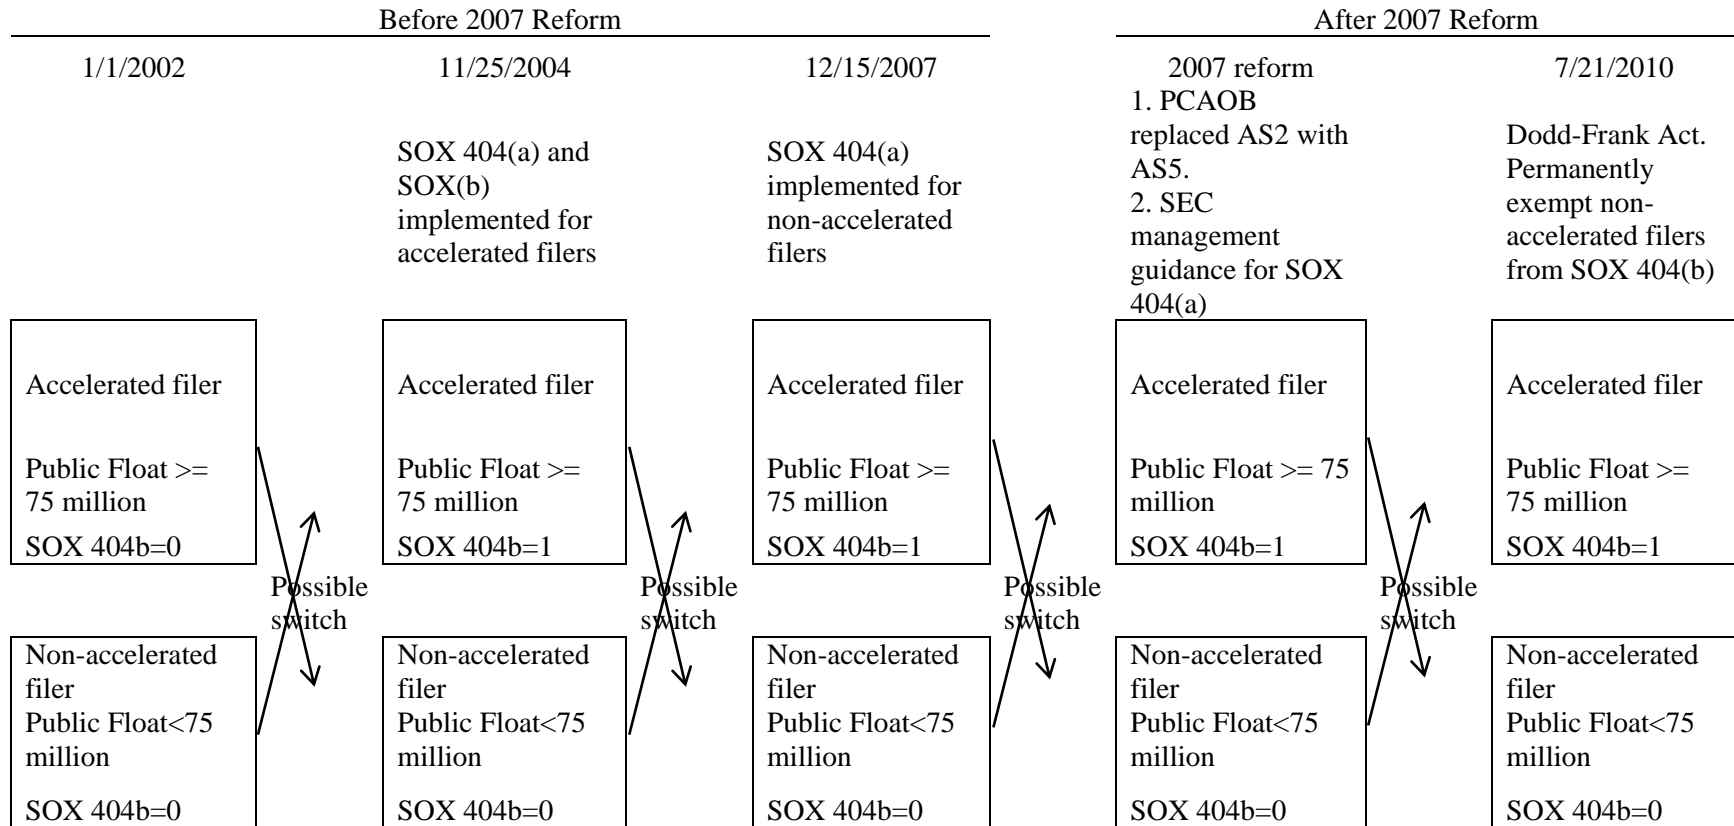 Before 2007 Reform
After 2007 Reform
1/1/2002
11/25/2004
12/15/2007
2007 reform
7/21/2010
SOX 404(a) and
SOX(b)
implemented for
accelerated filers
SOX 404(a)
implemented for
non-accelerated
filers
1. PCAOB
replaced AS2 with
AS5.
2. SEC
management
guidance for SOX
404(a)
Dodd-Frank Act.
Permanently
exempt non-
accelerated filers
from SOX 404(b)
Accelerated filer
Public Float >=
75 million
SOX 404b=0
Accelerated filer
Public Float >=
75 million
SOX 404b=1
Accelerated filer
Public Float >=
75 million
SOX 404b=1
Accelerated filer
Public Float >= 75
million
SOX 404b=1
Accelerated filer
Public Float >=
75 million
SOX 404b=1
Possible
switch
Possible
switch
Possible
switch
Possible
switch
Non-accelerated
filer
Public Float<75
million
SOX 404b=0
Non-accelerated
filer
Public Float<75
million
SOX 404b=0
Non-accelerated
filer
Public Float<75
million
SOX 404b=0
Non-accelerated
filer
Public Float<75
million
SOX 404b=0
Non-accelerated
filer
Public Float<75
million
SOX 404b=0